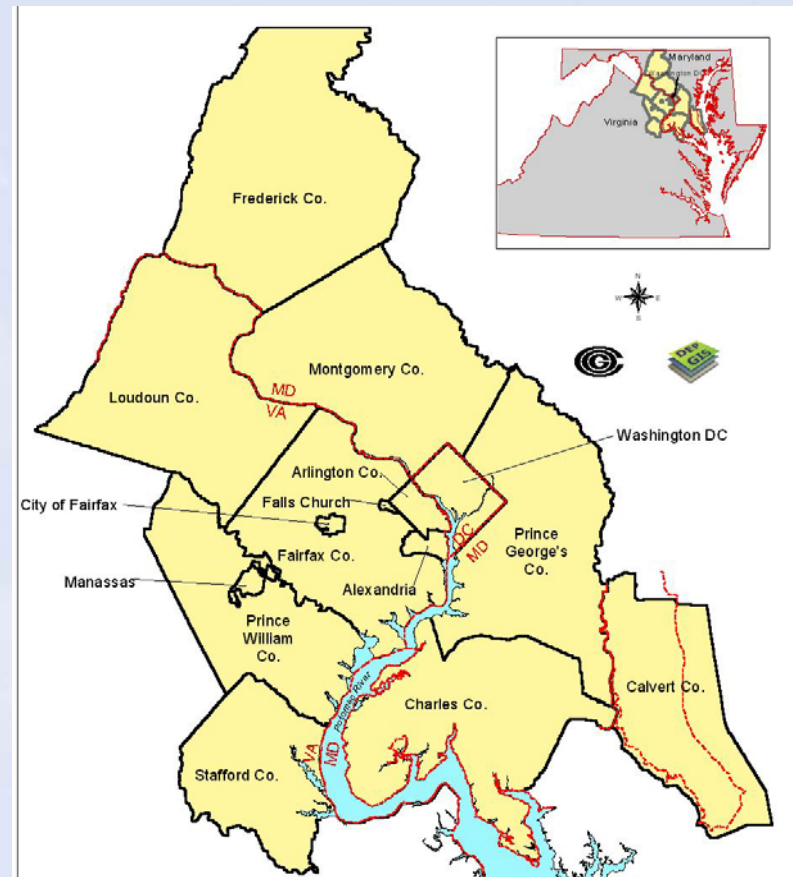 Maryland
Washington DC
Virginia
Frederick Co.
N
W
E
S
Montgomery Co.
DEP
GIS
Loudoun Co.
MD
VA
Washington DC
Arlington Co.
City of Fairfax
Falls Church
DC
MD
Prince
George's
Co.
Fairfax Co.
Manassas
Alexandria
Prince
William
Co.
Potomac River
Calvert Co.
Charles Co.
VA
MD
Stafford Co.